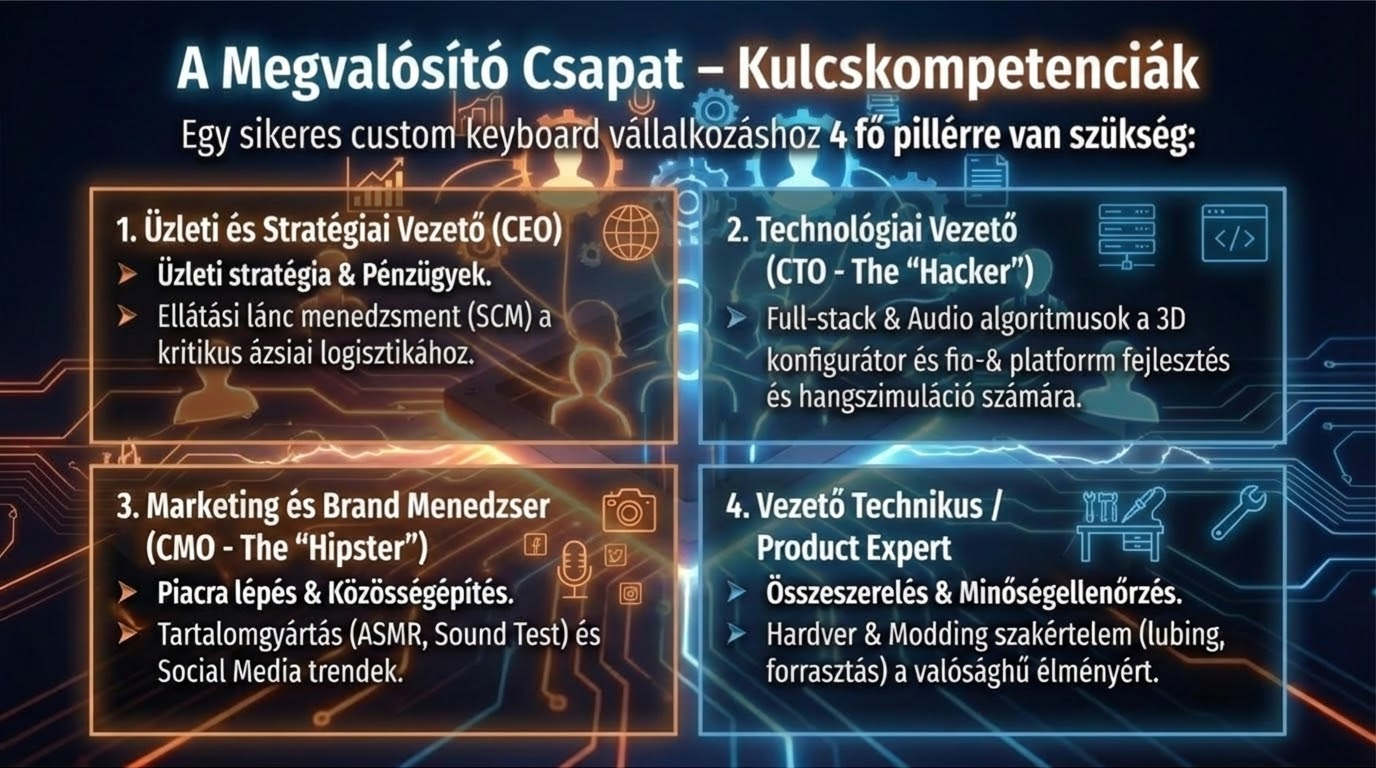 A Megvalósító Csapat – Kulcskompetenciák
Egy sikeres custom keyboard vállalkozáshoz 4 fő pillérre van szükség:
1. Üzleti és Stratégiai Vezető (CEO)
Üzleti stratégia & Pénzügyek.
Ellátási lánc menedzsment (SCM) a
kritikus ázsiai logisztikához.
2. Technológiai Vezető
(CTO - The “Hacker”)
Full-stack & Audio algoritmusok a 3D
konfigurátor és fio-& platforrm fejlesztés
és hangszimuláció számára.
3. Marketing és Brand Menedzser
(CMO - The “Hipster”)
Piacra lépés & Közösségépítés.
Tartalomgyártás (ASMR, Sound Test) és
Social Media trendek.
4. Vezető Technikus /
Product Expert
Összeszerelés & Minőségellenőrzés.
Hardver & Modding szakértelem (lubing,
forrasztás) a valósághű élményért.